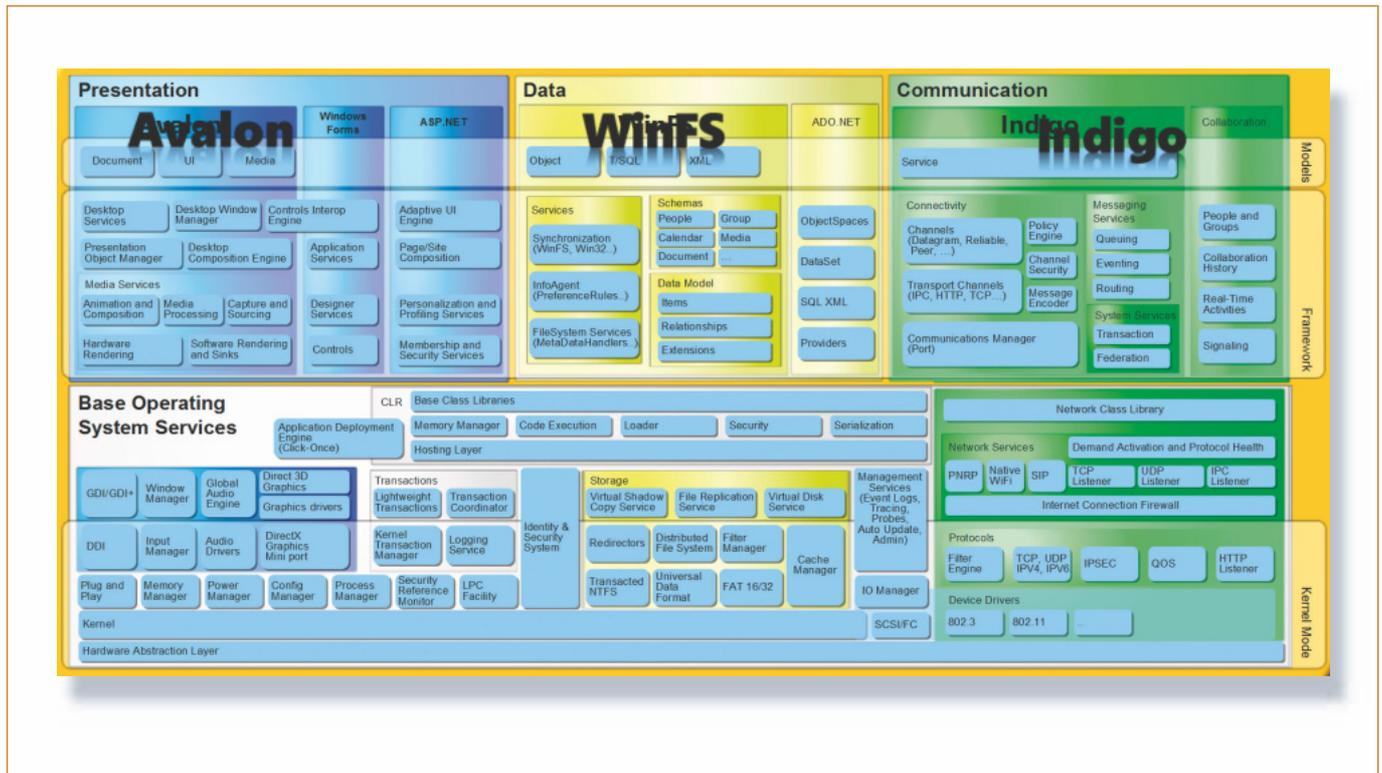 Presentation
Avalon
Windows
Forms
ASP.NET
Document
UI
Media
Desktop
Services
Desktop Window
Manager
Controls Interop
Engine
Adaptive UI
Engine
Presentation
Object Manager
Desktop
Composition Engine
Application
Services
Page/Site
Composition
Media Services
Animation and
Composition
Media
Processing
Capture and
Sourcing
Designer
Services
Personalization and
Profiling Services
Hardware
Rendering
Software Rendering
and Sinks
Controls
Membership and
Security Services
Data
WinFS
ADO.NET
Object
T/SQL
XML
Services
Synchronization
(WinFS, Win32..)
InfoAgent
(PreferenceRules..)
FileSystem Services
(MetaDataHandlers..)
Schemas
People
Group
Calendar
Media
Document
...
Data Model
Items
Relationships
Extensions
ObjectSpaces
DataSet
SQL XML
Providers
Communication
Indigo
Indigo
Collaboration
Service
Connectivity
Channels
(Datagram, Reliable,
Peer, ...)
Policy
Engine
Channel
Security
Transport Channels
(IPC, HTTP, TCP...)
Message
Encoder
Communications Manager
(Port)
Messaging
Services
Queuing
Eventing
Routing
System Services
Transaction
Federation
People and
Groups
Collaboration
History
Real-Time
Activities
Signaling
Models
Framework
Base Operating
System Services
Application Deployment
Engine
(Click-Once)
CLR
Base Class Libraries
Memory Manager
Code Execution
Loader
Security
Serialization
Hosting Layer
GDI/GDI+
Window
Manager
Global
Audio
Engine
Direct 3D
Graphics
Graphics drivers
DDI
Input
Manager
Audio
Drivers
DirectX
Graphics
Mini port
Transactions
Lightweight
Transactions
Transaction
Coordinator
Kernel
Transaction
Manager
Logging
Service
Identity &
Security
System
Storage
Virtual Shadow
Copy Service
File Replication
Service
Virtual Disk
Service
Redirectors
Distributed
File System
Filter
Manager
Cache
Manager
Transacted
NTFS
Universal
Data
Format
FAT 16/32
Management
Services
(Event Logs,
Tracing,
Probes,
Auto Update,
Admin)
IO Manager
Plug and
Play
Memory
Manager
Power
Manager
Config
Manager
Process
Manager
Security
Reference
Monitor
LPC
Facility
Kernel
SCSI/FC
Hardware Abstraction Layer
Network Class Library
Network Services
Demand Activation and Protocol Health
PNRP
Native
WiFi
SIP
TCP
Listener
UDP
Listener
IPC
Listener
Internet Connection Firewall
Protocols
Filter
Engine
TCP, UDP
IPV4, IPV6
IPSEC
QOS
HTTP
Listener
Device Drivers
802.3
802.11
...
Kernel Mode